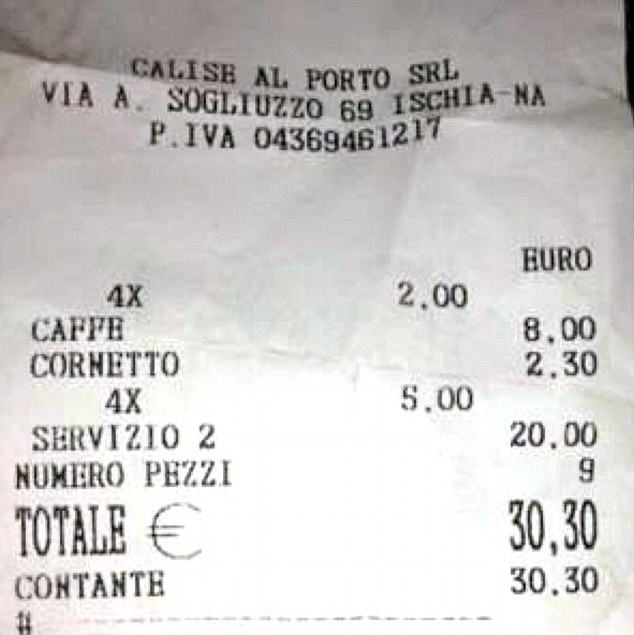 CALISE AL PORTO SRL
VIA A. SOGLIUZZO 69 ISCHIA-NA
P.IVA 04369461217
EURO
4X 2.00
CAFFE 8.00
CORNETTO 2.30
4X 5.00
SERVIZIO 2 20.00
NUMERO PEZZI 9
TOTALE € 30,30
CONTANTE 30.30